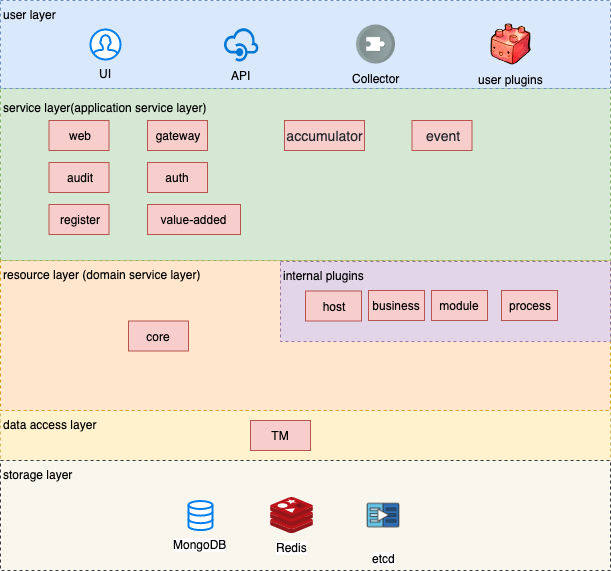 user layer
UI
API
Collector
user plugins
service layer(application service layer)
web
gateway
accumulator
event
audit
auth
register
value-added
resource layer (domain service layer)
internal plugins
host
business
module
process
core
data access layer
TM
storage layer
MongoDB
Redis
etcd